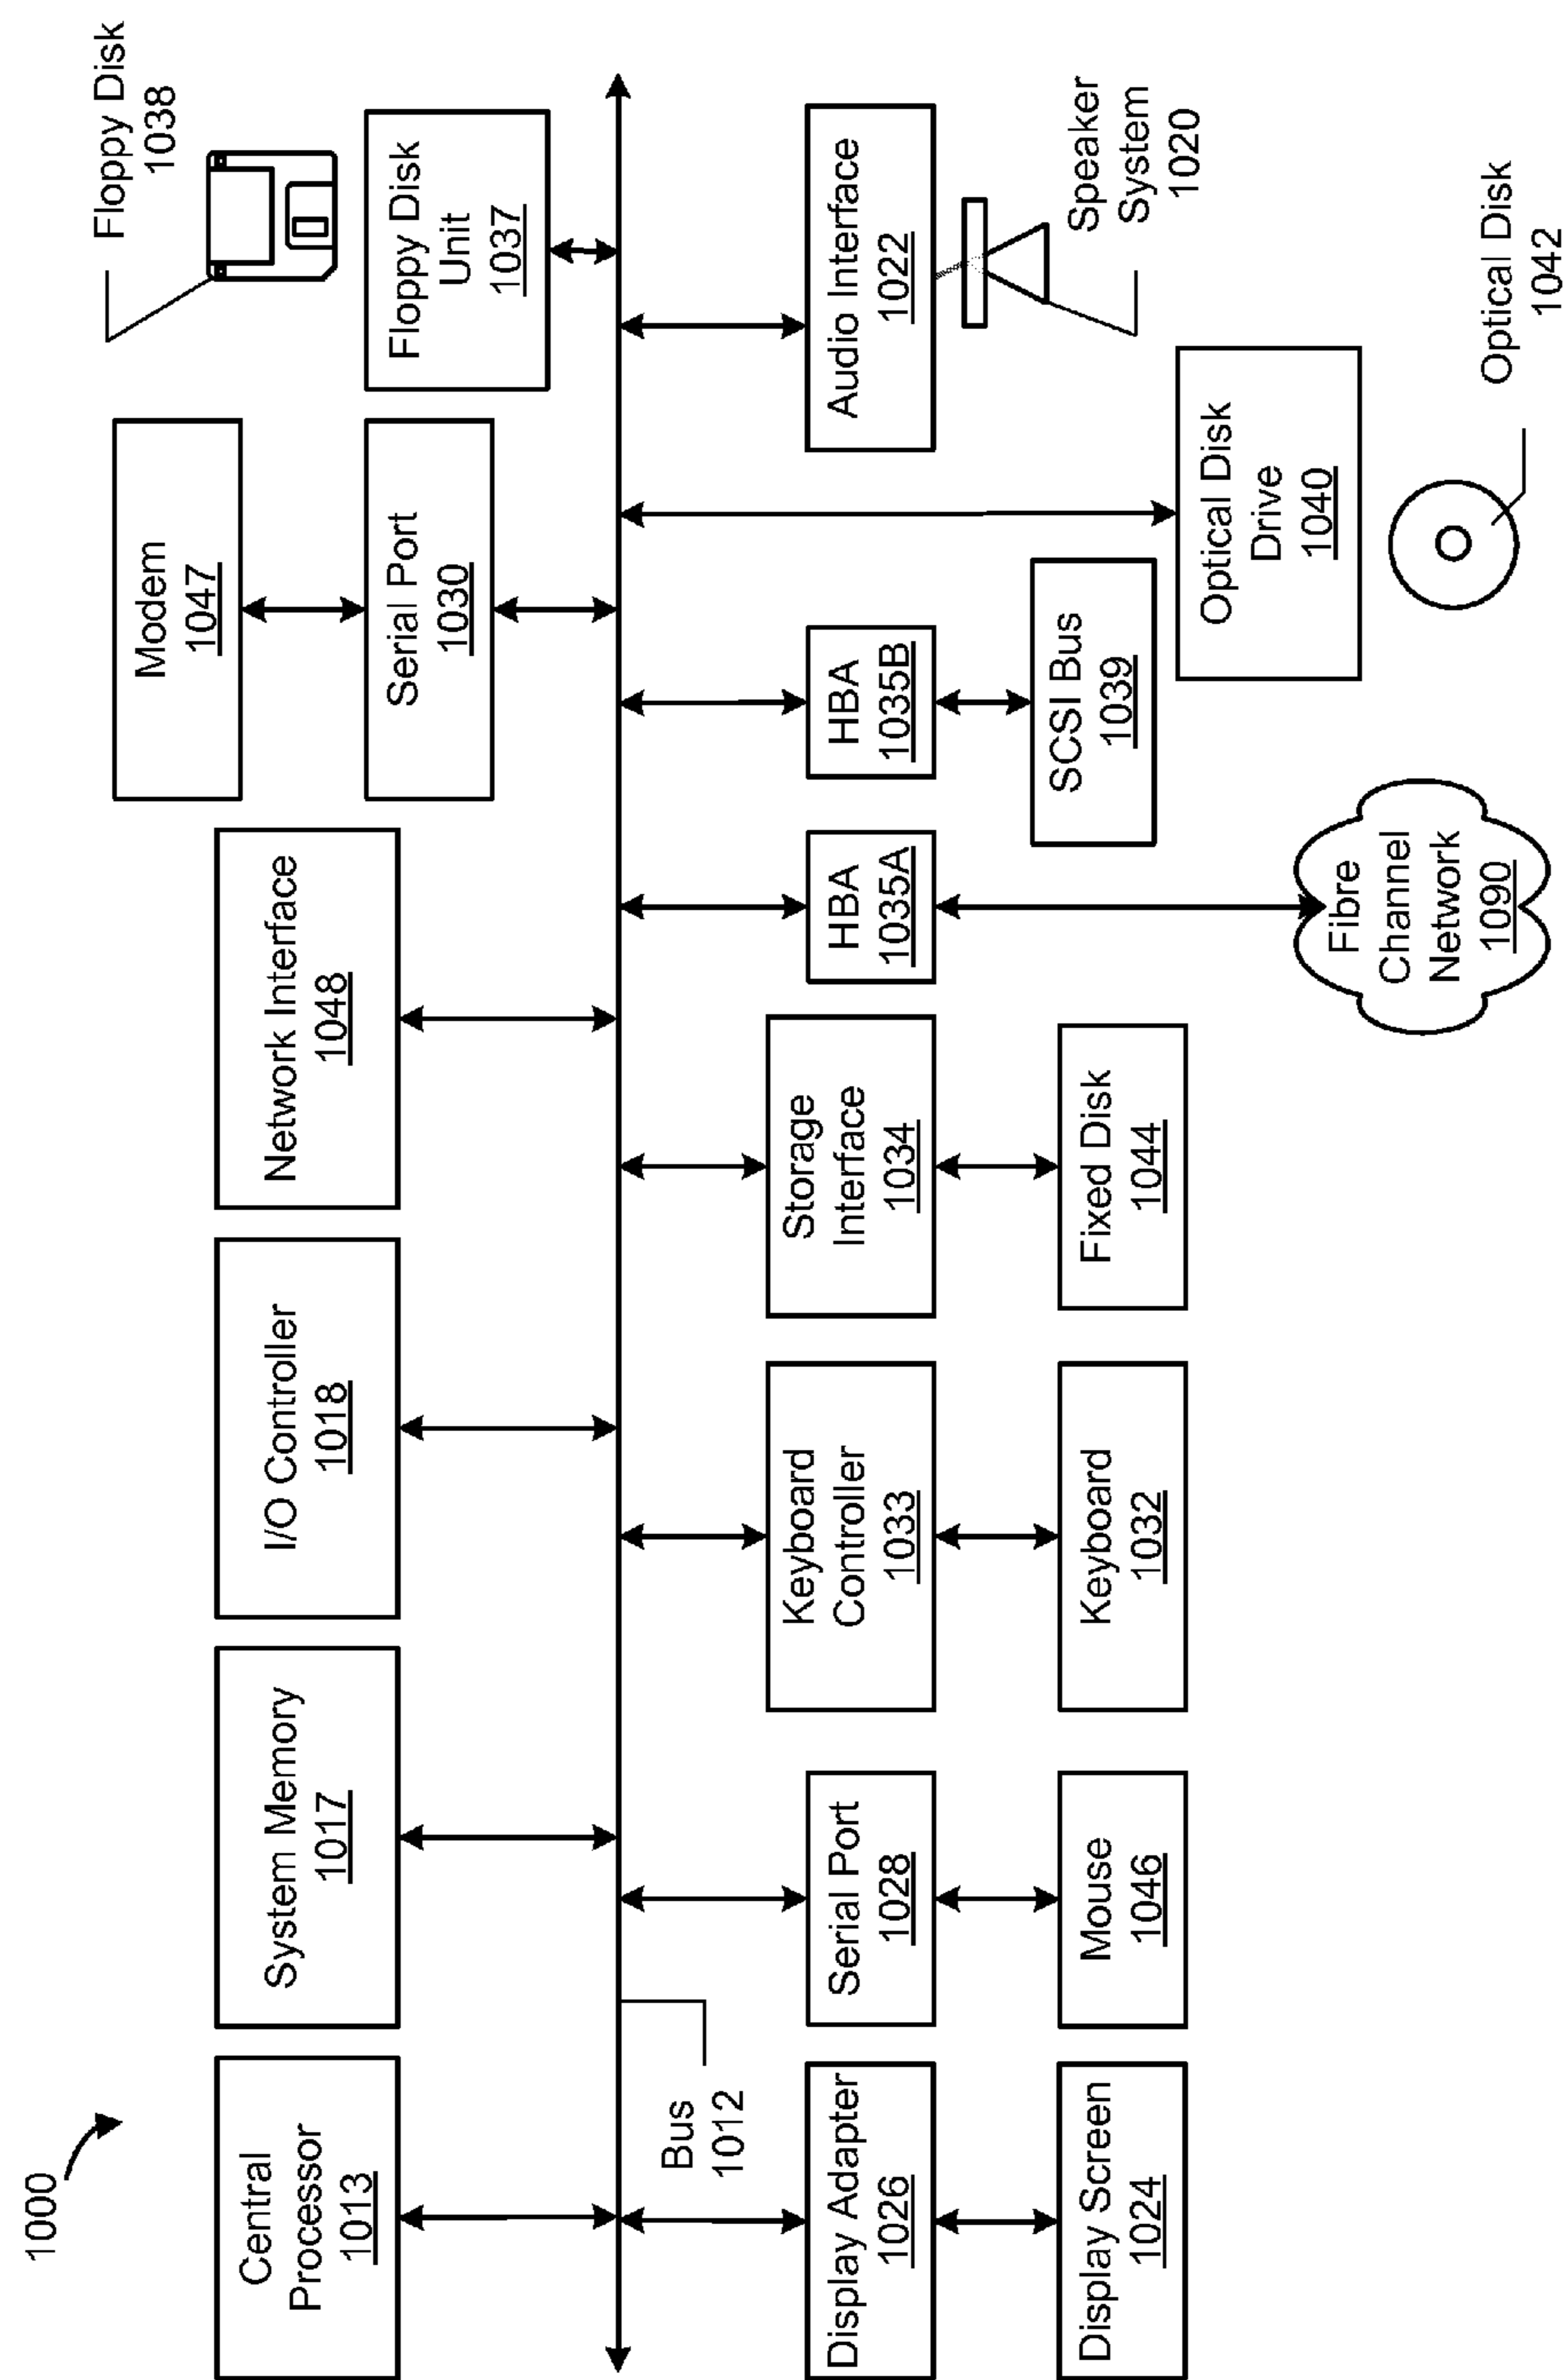 1000
Central
Processor
1013
System Memory
1017
I/O Controller
1018
Network Interface
1048
Modem
1047
Serial Port
1030
Floppy Disk
1038
Floppy Disk
Unit
1037
Bus
1012
Display Adapter
1026
Display Screen
1024
Serial Port
1028
Mouse
1046
Keyboard
Controller
1033
Keyboard
1032
Storage
Interface
1034
Fixed Disk
1044
HBA
1035A
Fibre
Channel
Network
1090
HBA
1035B
SCSI Bus
1039
Optical Disk
Drive
1040
Optical Disk
1042
Audio Interface
1022
Speaker
System
1020